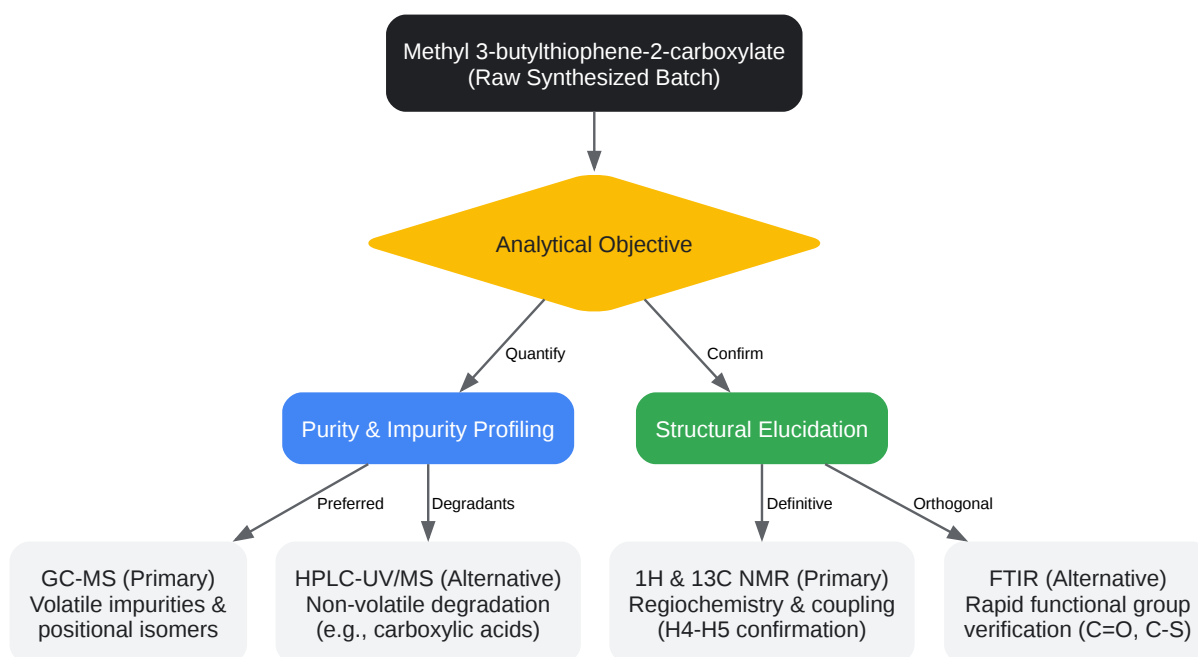 Methyl 3-butylthiophene-2-carboxylate
(Raw Synthesized Batch)
Analytical Objective
Quantify
Confirm
Purity & Impurity Profiling
Structural Elucidation
Preferred
Degradants
Definitive
Orthogonal
GC-MS (Primary)
Volatile impurities &
positional isomers
HPLC-UV/MS (Alternative)
Non-volatile degradation
(e.g., carboxylic acids)
1H & 13C NMR (Primary)
Regiochemistry & coupling
(H4-H5 confirmation)
FTIR (Alternative)
Rapid functional group
verification (C=O, C-S)